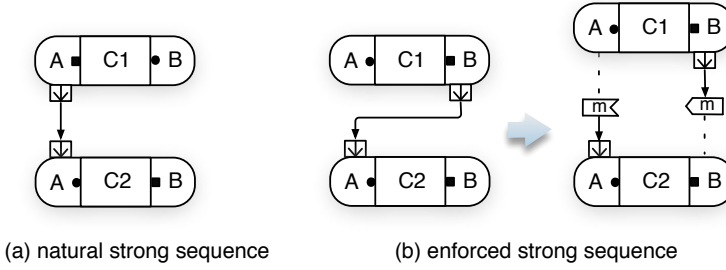 A C1 B
A C2 B
(a) natural strong sequence
A C1 B
A C2 B
A C1 B
m m
A C2 B
(b) enforced strong sequence